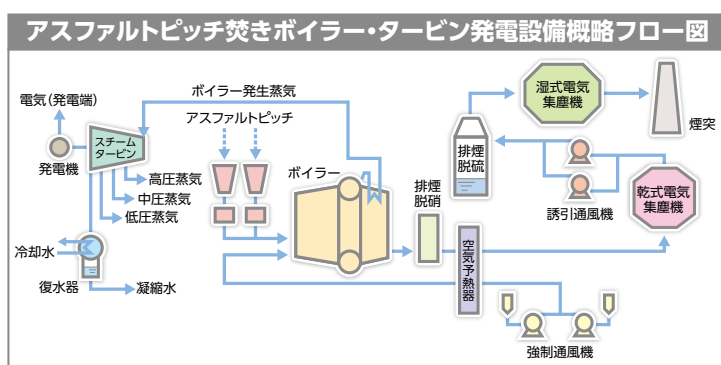 アスファルトピッチ焚きボイラー・タービン発電設備概略フロー図
電気(発電端)
ボイラー発生蒸気
アスファルトピッチ
スチーム
タービン
発電機
高圧蒸気
中圧蒸気
低圧蒸気
冷却水
復水器
凝縮水
ボイラー
排煙
脱硝
空気予熱器
排煙
脱硫
湿式電気
集塵機
煙突
誘引通風機
乾式電気
集塵機
強制通風機